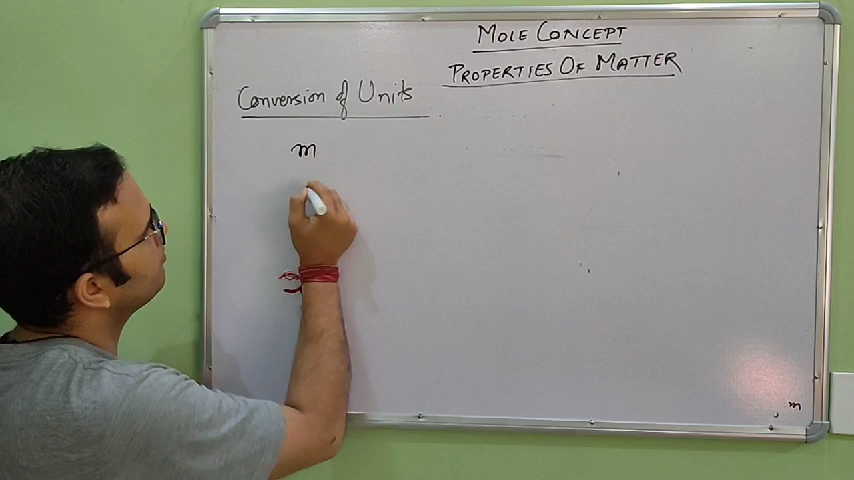 MOLE CONCEPT
PROPERTIES OF MATTER
Conversion of Units
m
m